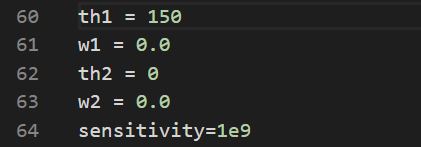 60 th1 = 150
61 w1 = 0.0
62 th2 = 0
63 w2 = 0.0
64 sensitivity=1e9